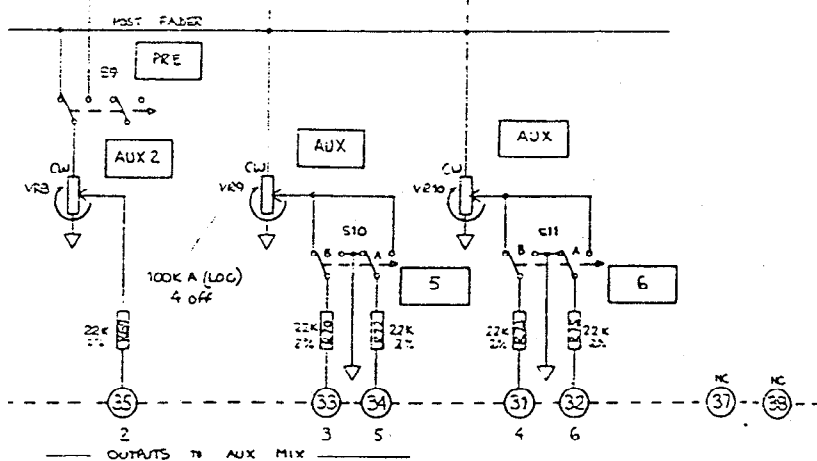 POST FADER
PRE
S9
AUX 2
AUX
AUX
CW
CW
CW
VR8
VR9
VR10
S10
S11
B
A
B
A
100K A (LOG)
4 off
5
6
22K
2%
22K
2%
22K
2%
22K
2%
22K
2%
35
33
34
31
32
NC
37
NC
38
2
3
5
4
6
OUTPUTS TO AUX MIX